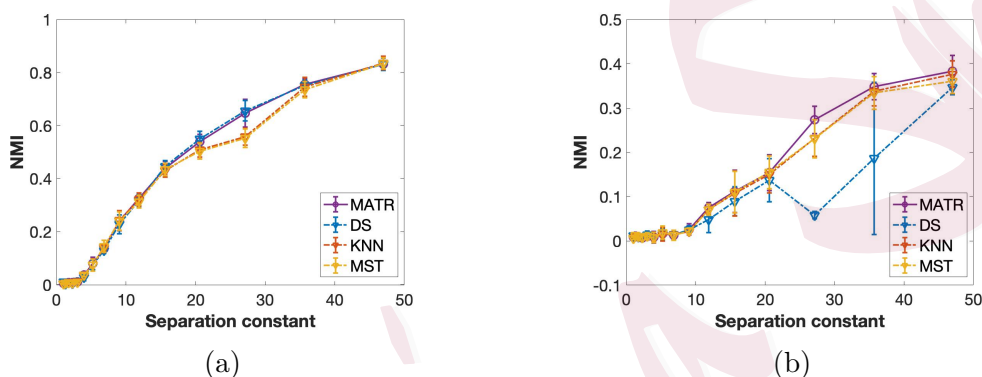 1
0.8
0.6
0.4
0.2
0
NMI
0 10 20 30 40 50
Separation constant
MATR
DS
KNN
MST
(a)
0.5
0.4
0.3
0.2
0.1
0
-0.1
NMI
0 10 20 30 40 50
Separation constant
MATR
DS
KNN
MST
(b)